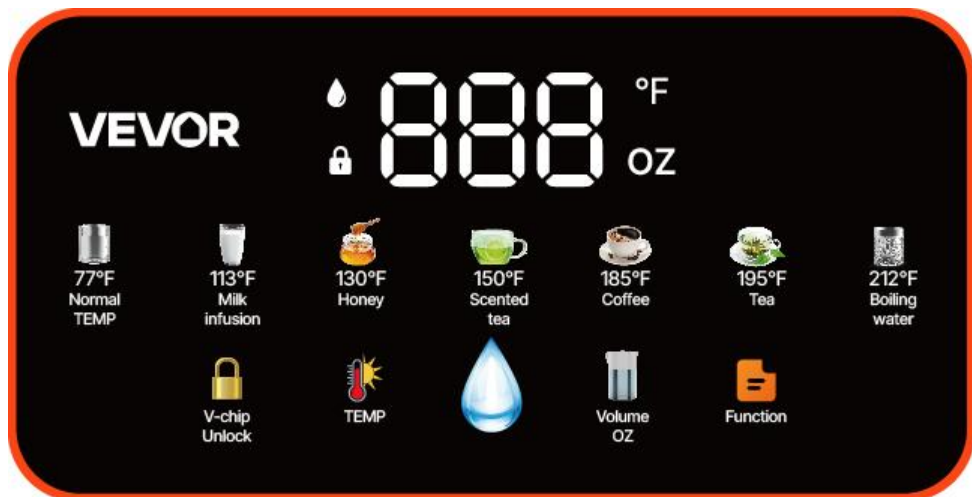 VEVOR
888 °F
OZ
77°F 113°F 130°F 150°F 185°F 195°F 212°F
Normal Milk Honey Scented Coffee Tea Boiling
TEMP infusion tea water
V-chip TEMP Volume Function
Unlock OZ